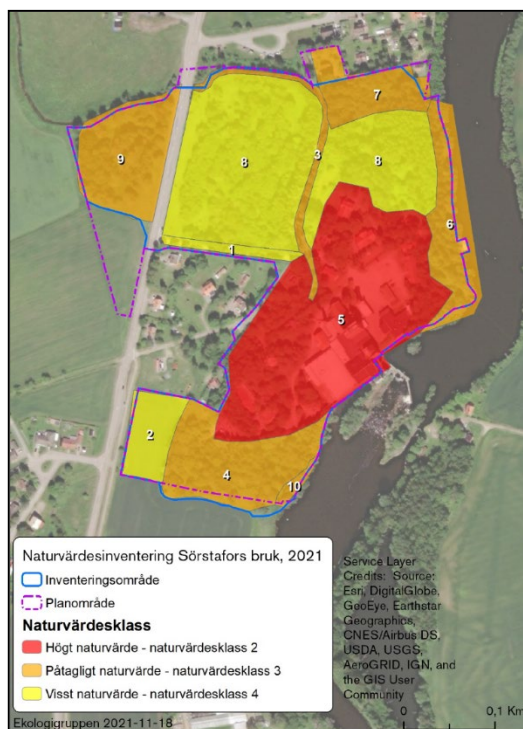 7
9
8
3
8
6
1
5
2
4
10
Naturvärdesinventering Sörstafors bruk, 2021
Inventeringsområde
Planområde
Naturvärdesklass
Högt naturvärde - naturvärdesklass 2
Påtagligt naturvärde - naturvärdesklass 3
Visst naturvärde - naturvärdesklass 4
Ekologigruppen 2021-11-18
Service Layer
Credits: Source:
Esri, DigitalGlobe,
GeoEye, Earthstar
Geographics,
CNES/Airbus DS,
USDA, USGS,
AeroGRID, IGN, and
the GIS User
Community
0
0,1 Km